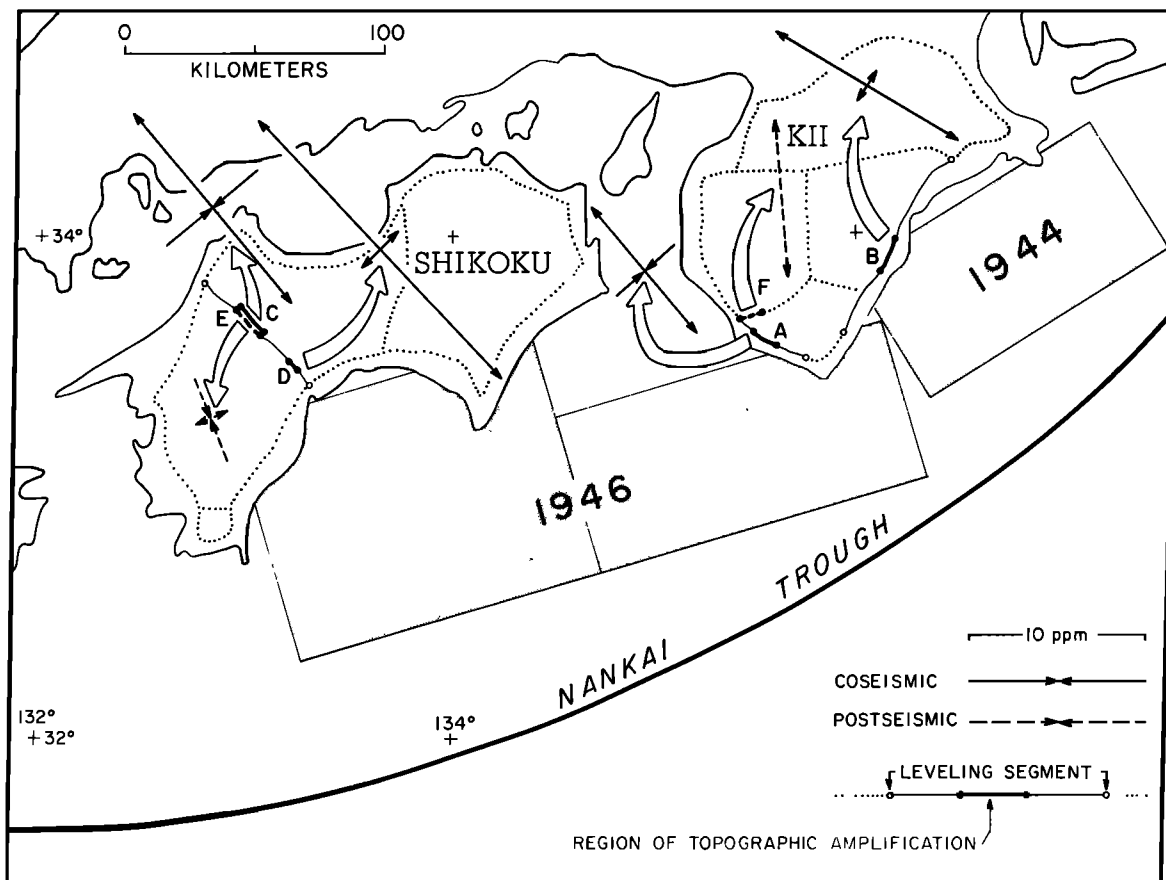 0 100
KILOMETERS
KII
+34°
+
+
SHIKOKU
B
F
A
E
C
D
1944
1946
NANKAI TROUGH
10 ppm
COSEISMIC
POSTSEISMIC
132°
+32°
134°
+
LEVELING SEGMENT
REGION OF TOPOGRAPHIC AMPLIFICATION